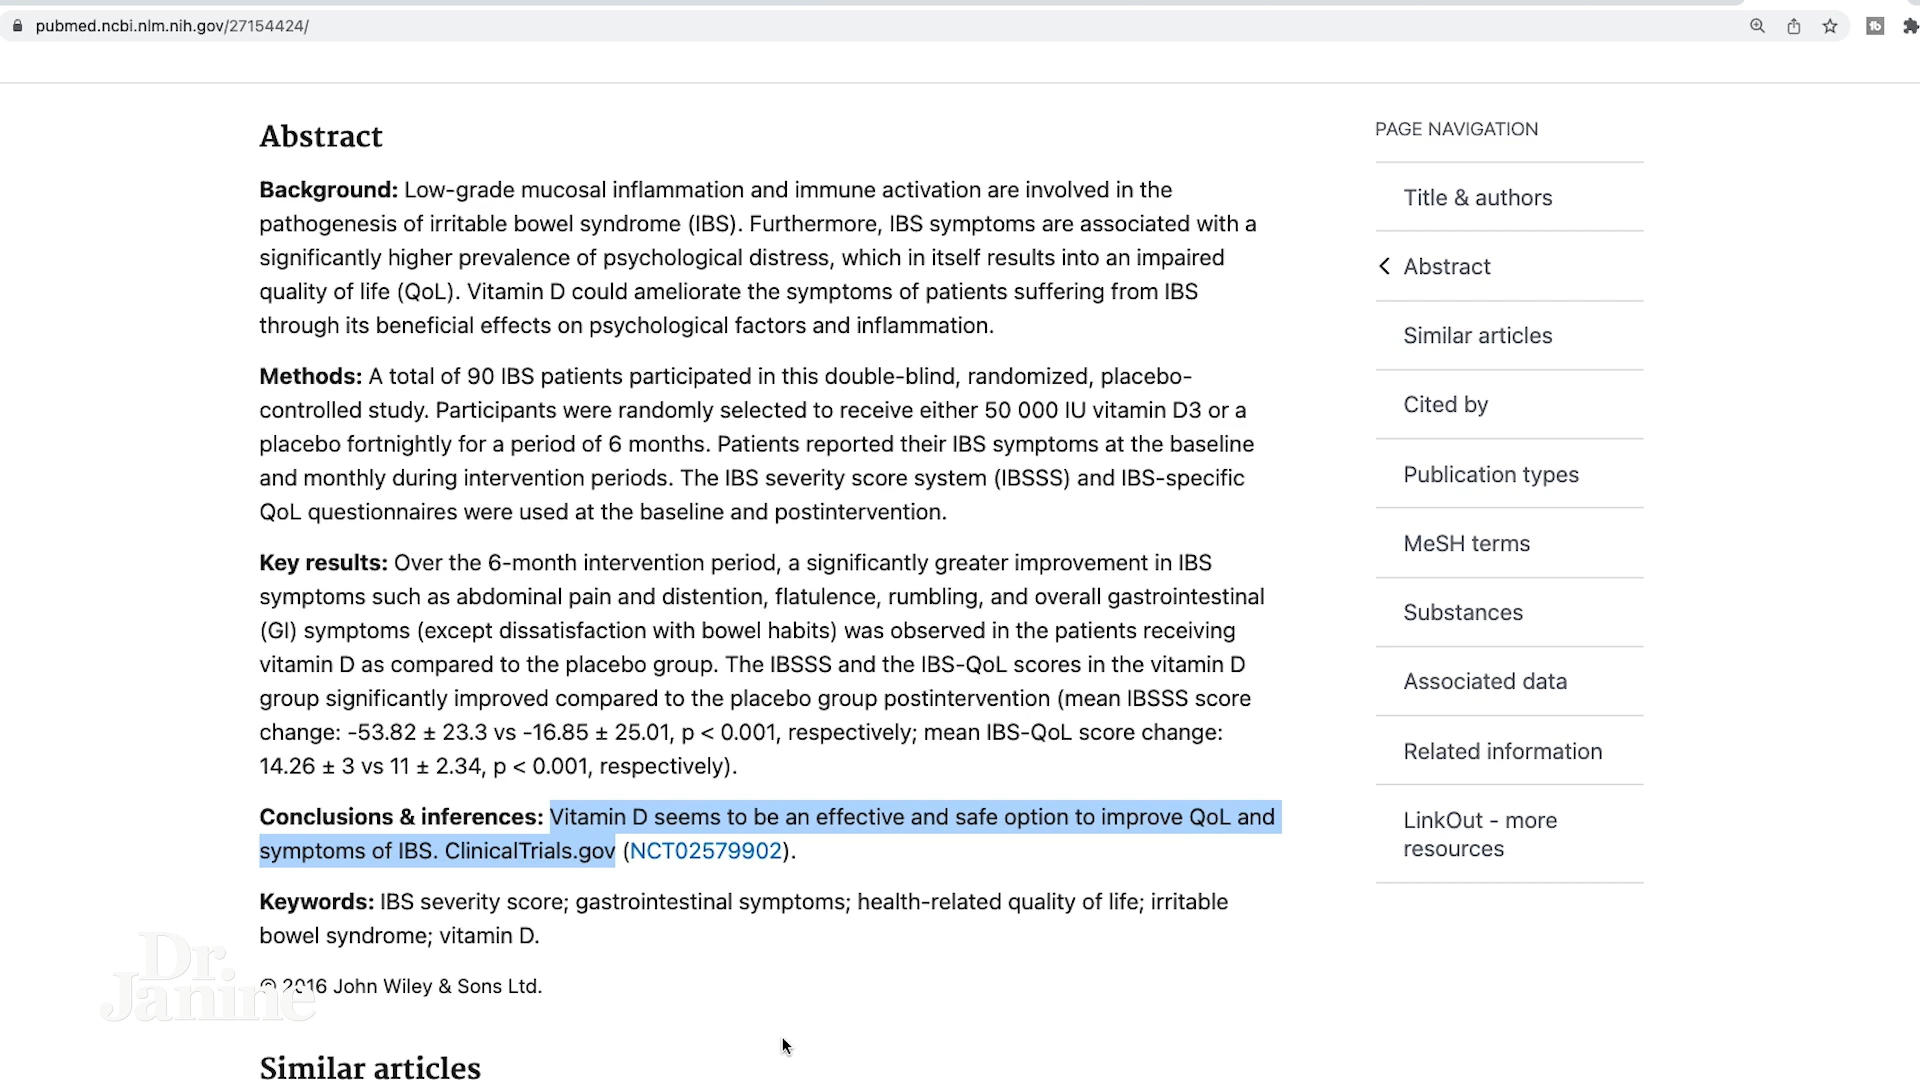 pubmed.ncbi.nlm.nih.gov/27154424/
Abstract
Background: Low-grade mucosal inflammation and immune activation are involved in the
pathogenesis of irritable bowel syndrome (IBS). Furthermore, IBS symptoms are associated with a
significantly higher prevalence of psychological distress, which in itself results into an impaired
quality of life (QoL). Vitamin D could ameliorate the symptoms of patients suffering from IBS
through its beneficial effects on psychological factors and inflammation.
Methods: A total of 90 IBS patients participated in this double-blind, randomized, placebo-
controlled study. Participants were randomly selected to receive either 50 000 IU vitamin D3 or a
placebo fortnightly for a period of 6 months. Patients reported their IBS symptoms at the baseline
and monthly during intervention periods. The IBS severity score system (IBSSS) and IBS-specific
QoL questionnaires were used at the baseline and postintervention.
Key results: Over the 6-month intervention period, a significantly greater improvement in IBS
symptoms such as abdominal pain and distention, flatulence, rumbling, and overall gastrointestinal
(GI) symptoms (except dissatisfaction with bowel habits) was observed in the patients receiving
vitamin D as compared to the placebo group. The IBSSS and the IBS-QoL scores in the vitamin D
group significantly improved compared to the placebo group postintervention (mean IBSSS score
change: -53.82 ± 23.3 vs -16.85 ± 25.01, p < 0.001, respectively; mean IBS-QoL score change:
14.26 ± 3 vs 11 ± 2.34, p < 0.001, respectively).
Conclusions & inferences: Vitamin D seems to be an effective and safe option to improve QoL and
symptoms of IBS. ClinicalTrials.gov (NCT02579902).
Keywords: IBS severity score; gastrointestinal symptoms; health-related quality of life; irritable
bowel syndrome; vitamin D.
© 2016 John Wiley & Sons Ltd.
Similar articles
PAGE NAVIGATION
Title & authors
Abstract
Similar articles
Cited by
Publication types
MeSH terms
Substances
Associated data
Related information
LinkOut - more
resources
Dr.
Janine